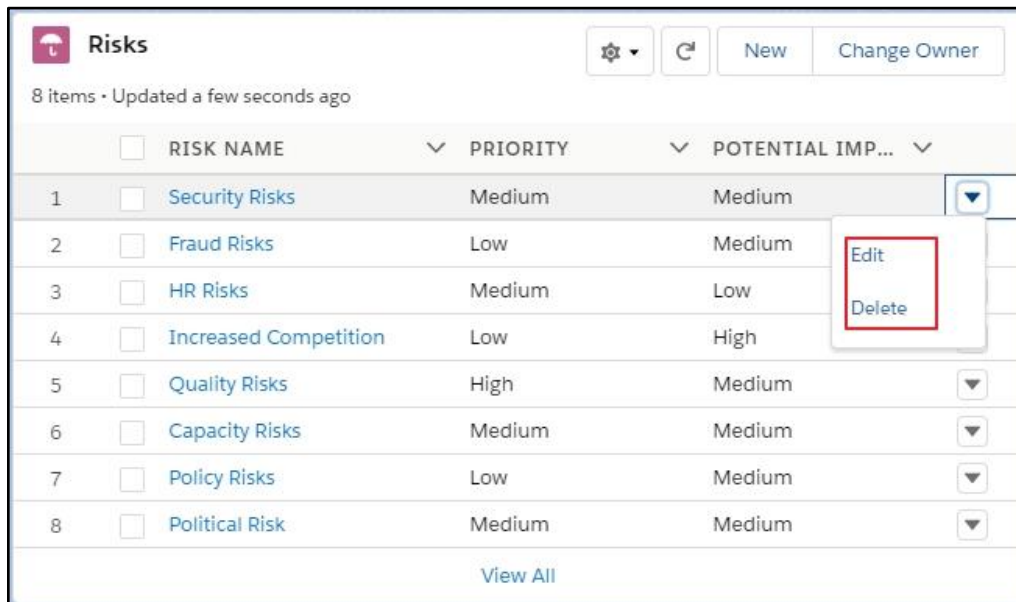 Risks
New Change Owner
8 items • Updated a few seconds ago
RISK NAME PRIORITY POTENTIAL IMP...
1 Security Risks Medium Medium
2 Fraud Risks Low Medium
Edit
3 HR Risks Medium Low
Delete
4 Increased Competition Low High
5 Quality Risks High Medium
6 Capacity Risks Medium Medium
7 Policy Risks Low Medium
8 Political Risk Medium Medium
View All